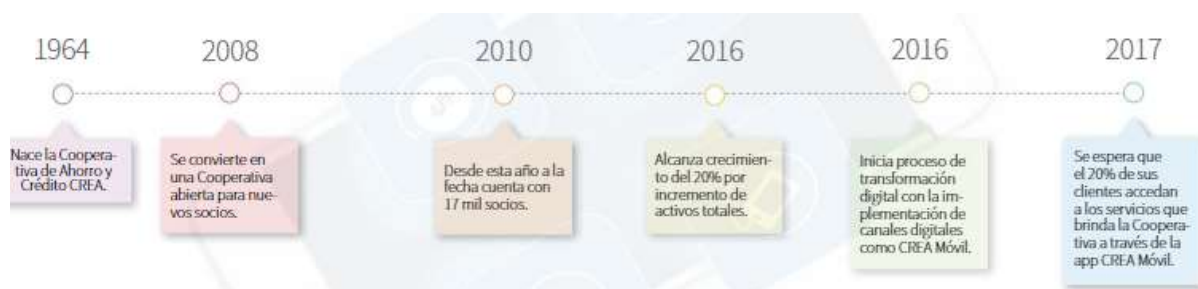 1964
Nace la Coopera-
tiva de Ahorro y
Crédito CREA.
2008
Se convierte en
una Cooperativa
abierta para nue-
vos socios.
2010
Desde esta año a la
fecha cuenta con
17 mil socios.
2016
Alcanza crecimien-
to del 20% por
incremento de
activos totales.
2016
Inicia proceso de
transformación
digital con la im-
plementación de
canales digitales
como CREA Móvil.
2017
Se espera que
el 20% de sus
clientes accedan
a los servicios que
brinda la Coopera-
tiva a través de la
app CREA Móvil.